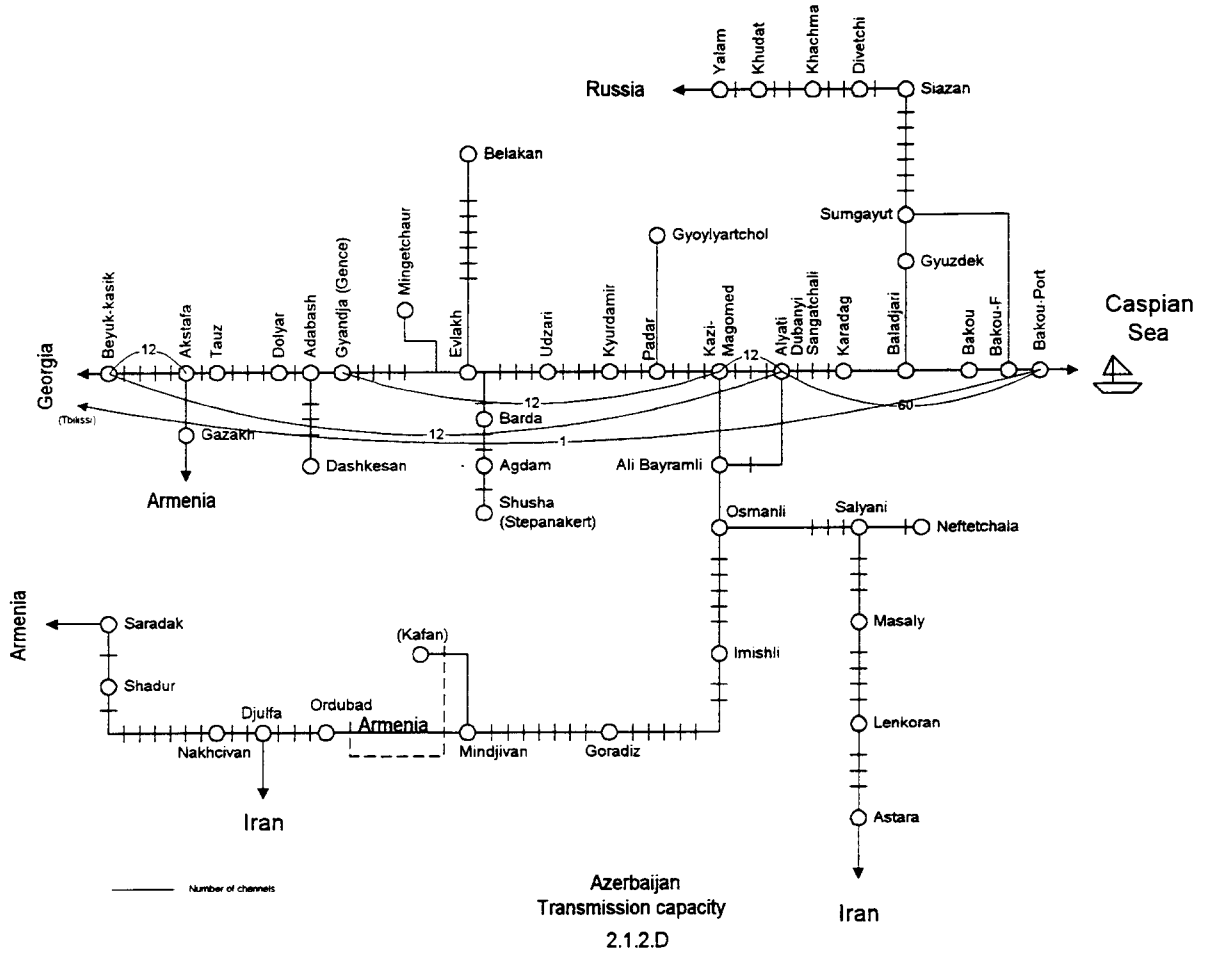 Yalam
Khudat
Khachma
Divetchi
Russia
Siazan
Belakan
Sumgayut
Mingetchaur
Gyoylyartchol
Gyuzdek
Beyuk-kasik
Akstafa
Tauz
Dolyar
Adabash
Gyandja (Gence)
Evlakh
Udzari
Kyurdamir
Padar
Kazi-
Magomed
Alyati
Dubanyi
Sangatchali
Karadag
Baladjari
Bakou
Bakou-F
Bakou-Port
Caspian
Sea
Georgia
12
12
12
12
60
1
Gazakh
Barda
Armenia
Dashkesan
Agdam
Ali Bayramli
Shusha
(Stepanakert)
Osmanli
Salyani
Neftetchala
Armenia
Saradak
(Kafan)
Masaly
Imishli
Shadur
Djulfa
Ordubad
Armenia
Nakhcivan
Mindjivan
Goradiz
Lenkoran
Iran
Astara
Number of channels
Azerbaijan
Transmission capacity
2.1.2.D
Iran